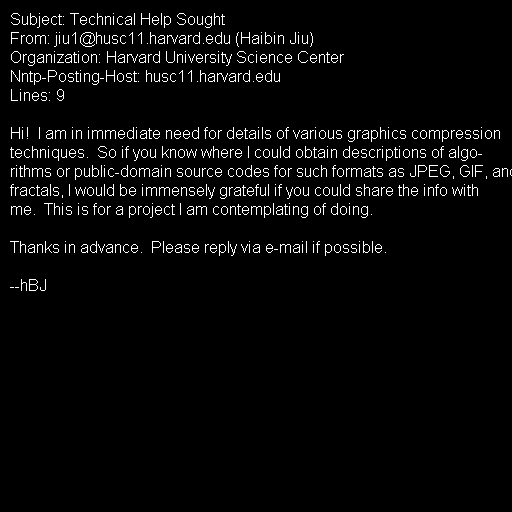 Subject: Technical Help Sought
From: jiu1@husc11.harvard.edu (Haibin Jiu)
Organization: Harvard University Science Center
Nntp-Posting-Host: husc11.harvard.edu
Lines: 9
Hi!  I am in immediate need for details of various graphics compression
techniques.  So if you know where I could obtain descriptions of algo-
rithms or public-domain source codes for such formats as JPEG, GIF, and
fractals, I would be immensely grateful if you could share the info with
me.  This is for a project I am contemplating of doing.
Thanks in advance.  Please reply via e-mail if possible.
--hBJ